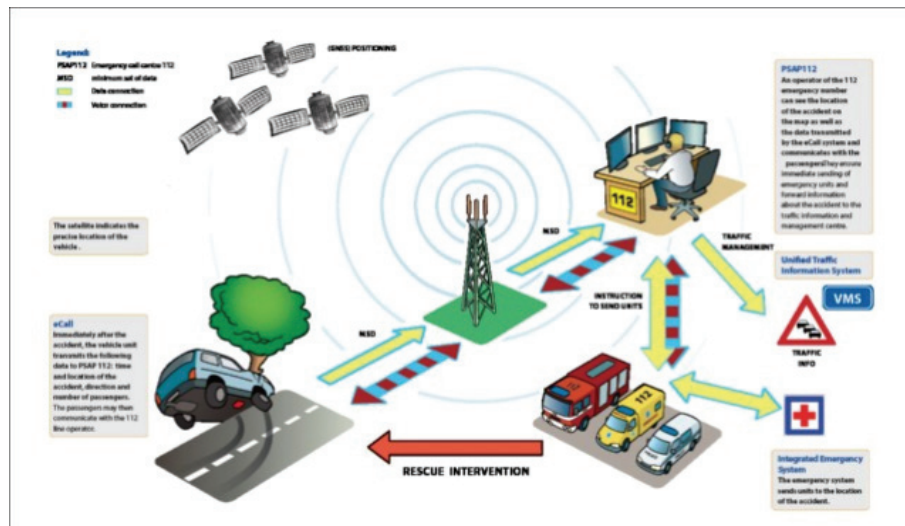 Legend:
PSAP112 Emergency call centre 112
MSD minimum set of data
Data connection
Voice connection
(GNSS) POSITIONING
PSAP112
An operator of the 112
emergency number
can see the location
of the accident on
the map as well as
the data transmitted
by the eCall system and
communicates with the
passengers They ensure
immediate sending of
emergency units and
forward information
about the accident to the
traffic information and
management centre.
The satellite indicates the
precise location of the
vehicle .
112
MSD
TRAFFIC
MANAGEMENT
Unified Traffic
Information System
VMS
INSTRUCTION
TO SEND UNITS
TRAFFIC
INFO
eCall
Immediately after the
accident, the vehicle unit
transmits the following
data to PSAP 112: time
and location of the
accident, direction and
number of passengers.
The passengers may then
communicate with the 112
line operator.
MSD
112
RESCUE INTERVENTION
Integrated Emergency
System
The emergency system
sends units to the location
of the accident.